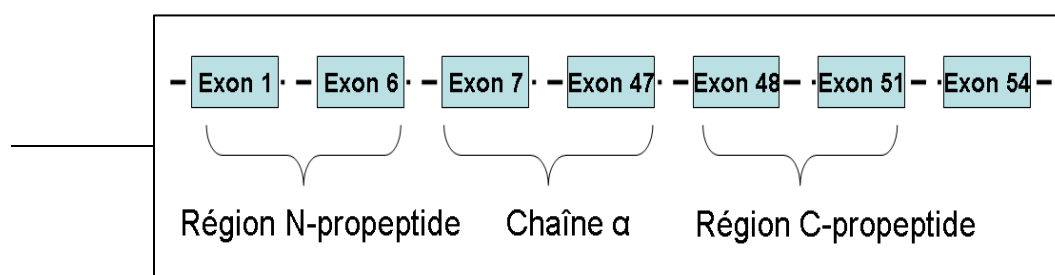 Exon 1 Exon 6 Exon 7 Exon 47 Exon 48 Exon 51 Exon 54
Région N-propeptide Chaîne α Région C-propeptide